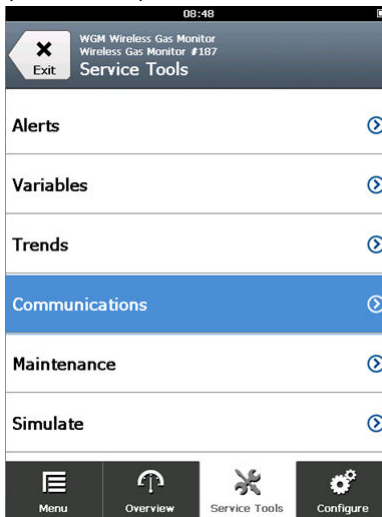 08:48
WGM Wireless Gas Monitor
Wireless Gas Monitor #187
Exit
Service Tools
Alerts
Variables
Trends
Communications
Maintenance
Simulate
Menu
Overview
Service Tools
Configure